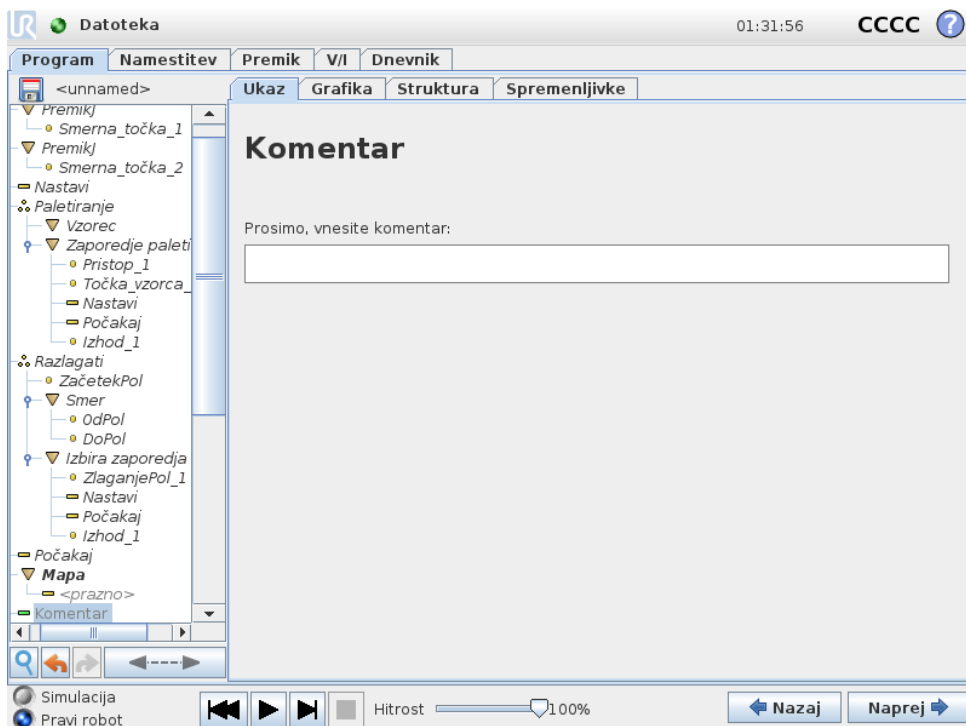 UR Datoteka 01:31:56 CCCC ?
Program Namestitev Premik V/I Dnevnik
<unnamed>
Ukaz Grafika Struktura Spremenljivke
PremikJ
Smerna_točka_1
PremikJ
Smerna_točka_2
Nastavi
Paletiranje
Vzorec
Zaporedje paleti
Pristop_1
Točka_vzorca_
Nastavi
Počakaj
Izhod_1
Razlagati
ZačetekPol
Smer
OdPol
DoPol
Izbira zaporedja
ZlaganjePol_1
Nastavi
Počakaj
Izhod_1
Počakaj
Mapa
<prazno>
Komentar
Komentar
Prosimo, vnesite komentar:
Simulacija
Pravi robot
Hitrost 100%
Nazaj Naprej